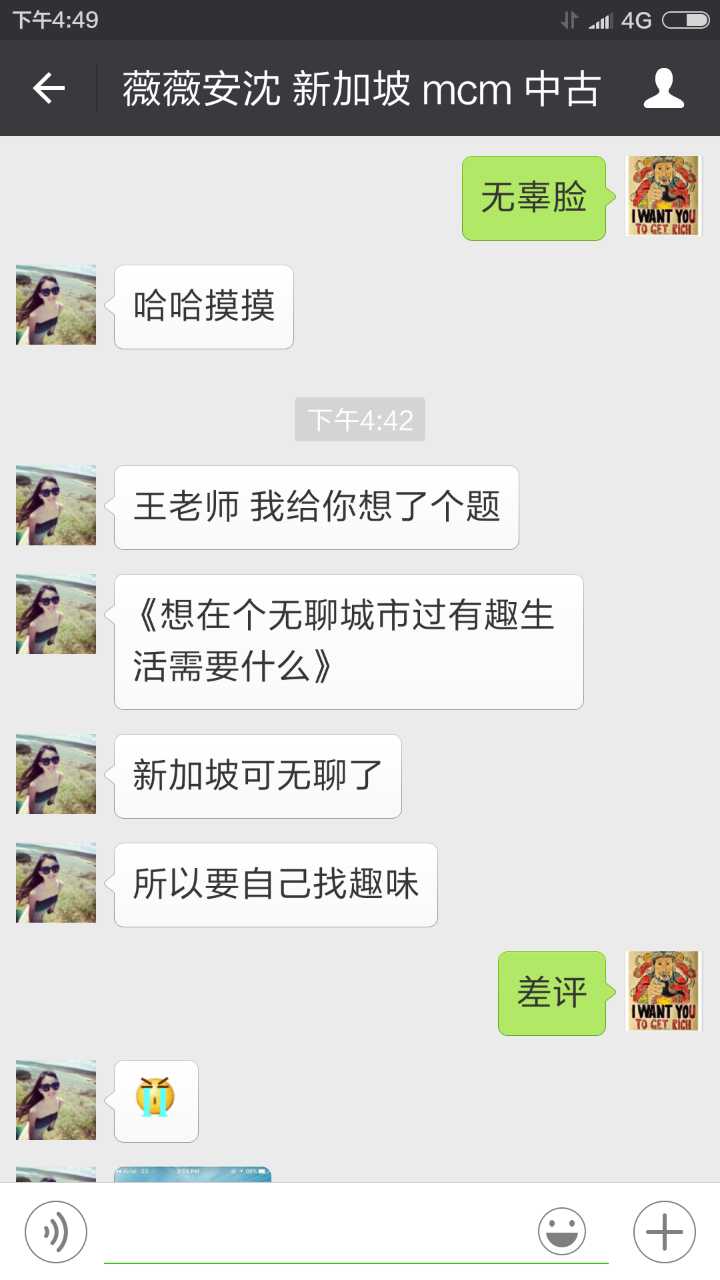 下午4:49
4G
薇薇安沈 新加坡 mcm 中古
无辜脸
I WANT YOU
TO GET RICH
哈哈摸摸
下午4:42
王老师 我给你想了个题
《想在个无聊城市过有趣生
活需要什么》
新加坡可无聊了
所以要自己找趣味
差评
I WANT YOU
TO GET RICH